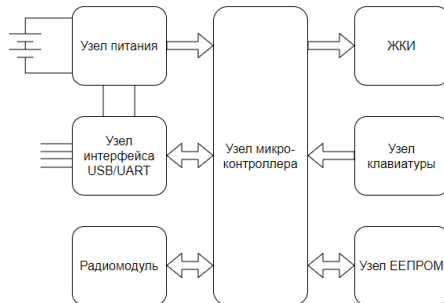 Узел питания
ЖКИ
Узел
интерфейса
USB/UART
Узел микро-
контроллера
Узел
клавиатуры
Радиомодуль
Узел ЕЕПРОМ